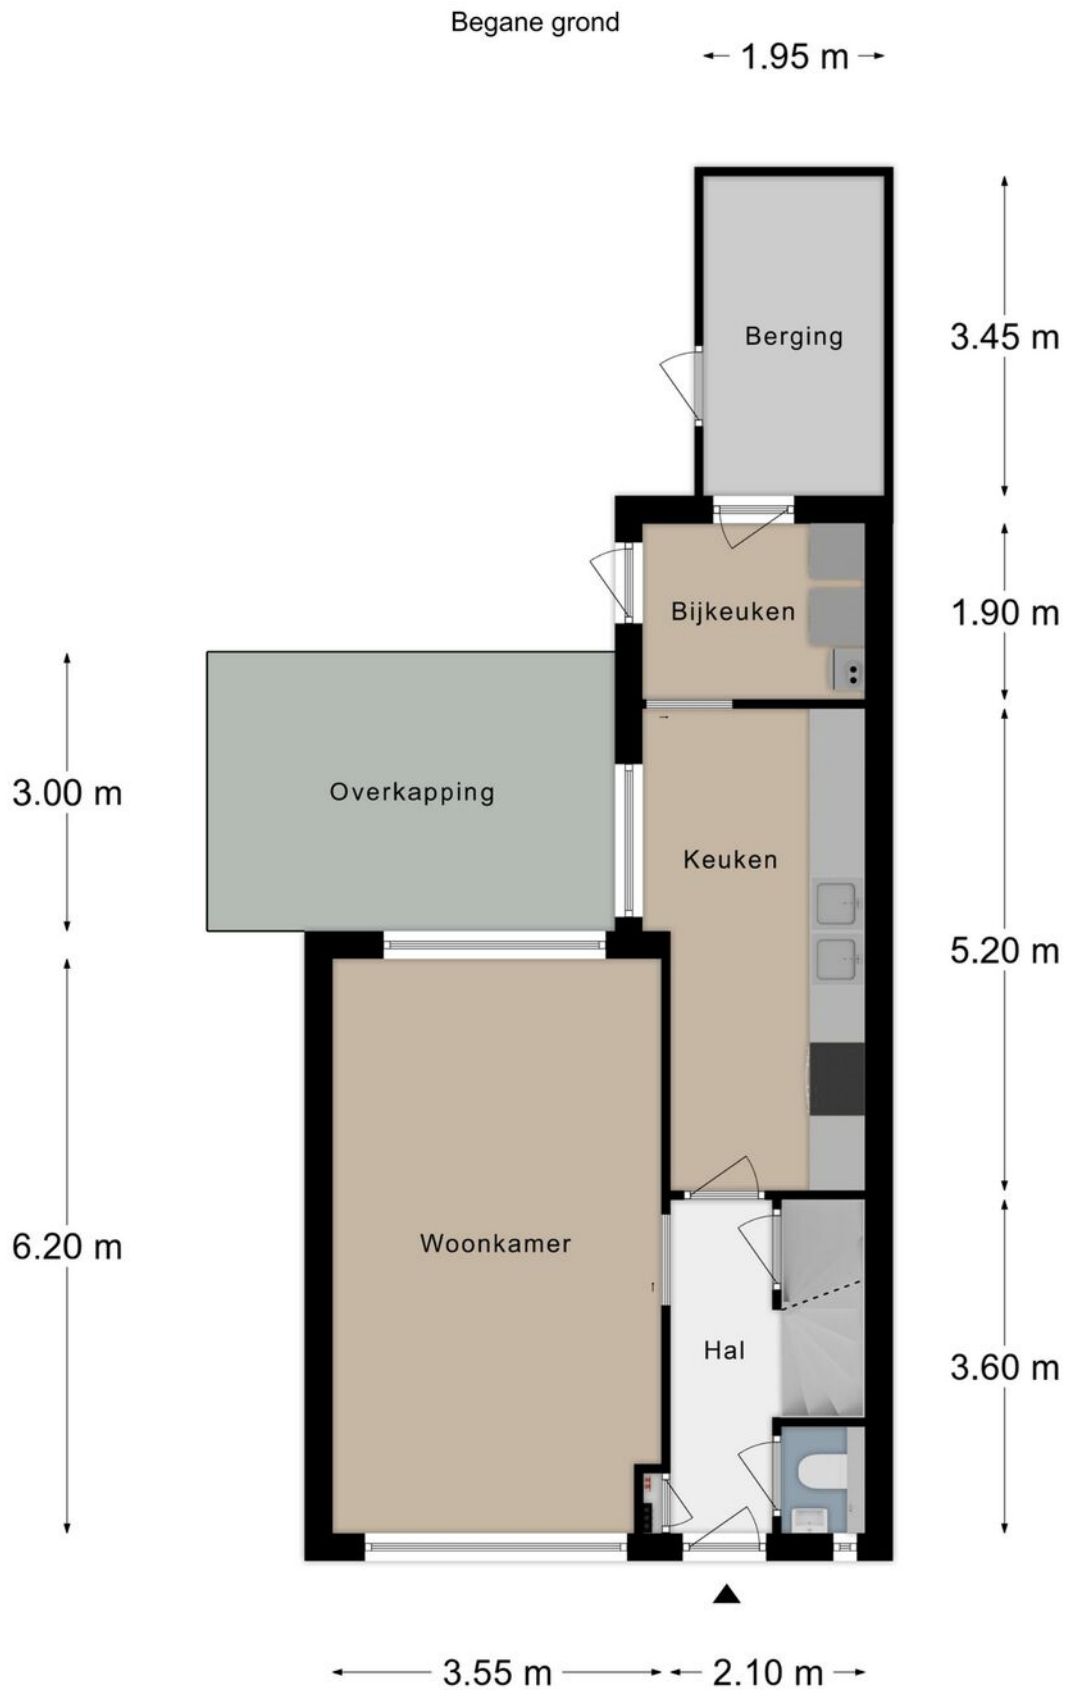 Begane grond
1.95 m
Berging
3.45 m
Bijkeuken
1.90 m
Overkapping
3.00 m
Keuken
5.20 m
Woonkamer
6.20 m
Hal
3.60 m
3.55 m
2.10 m